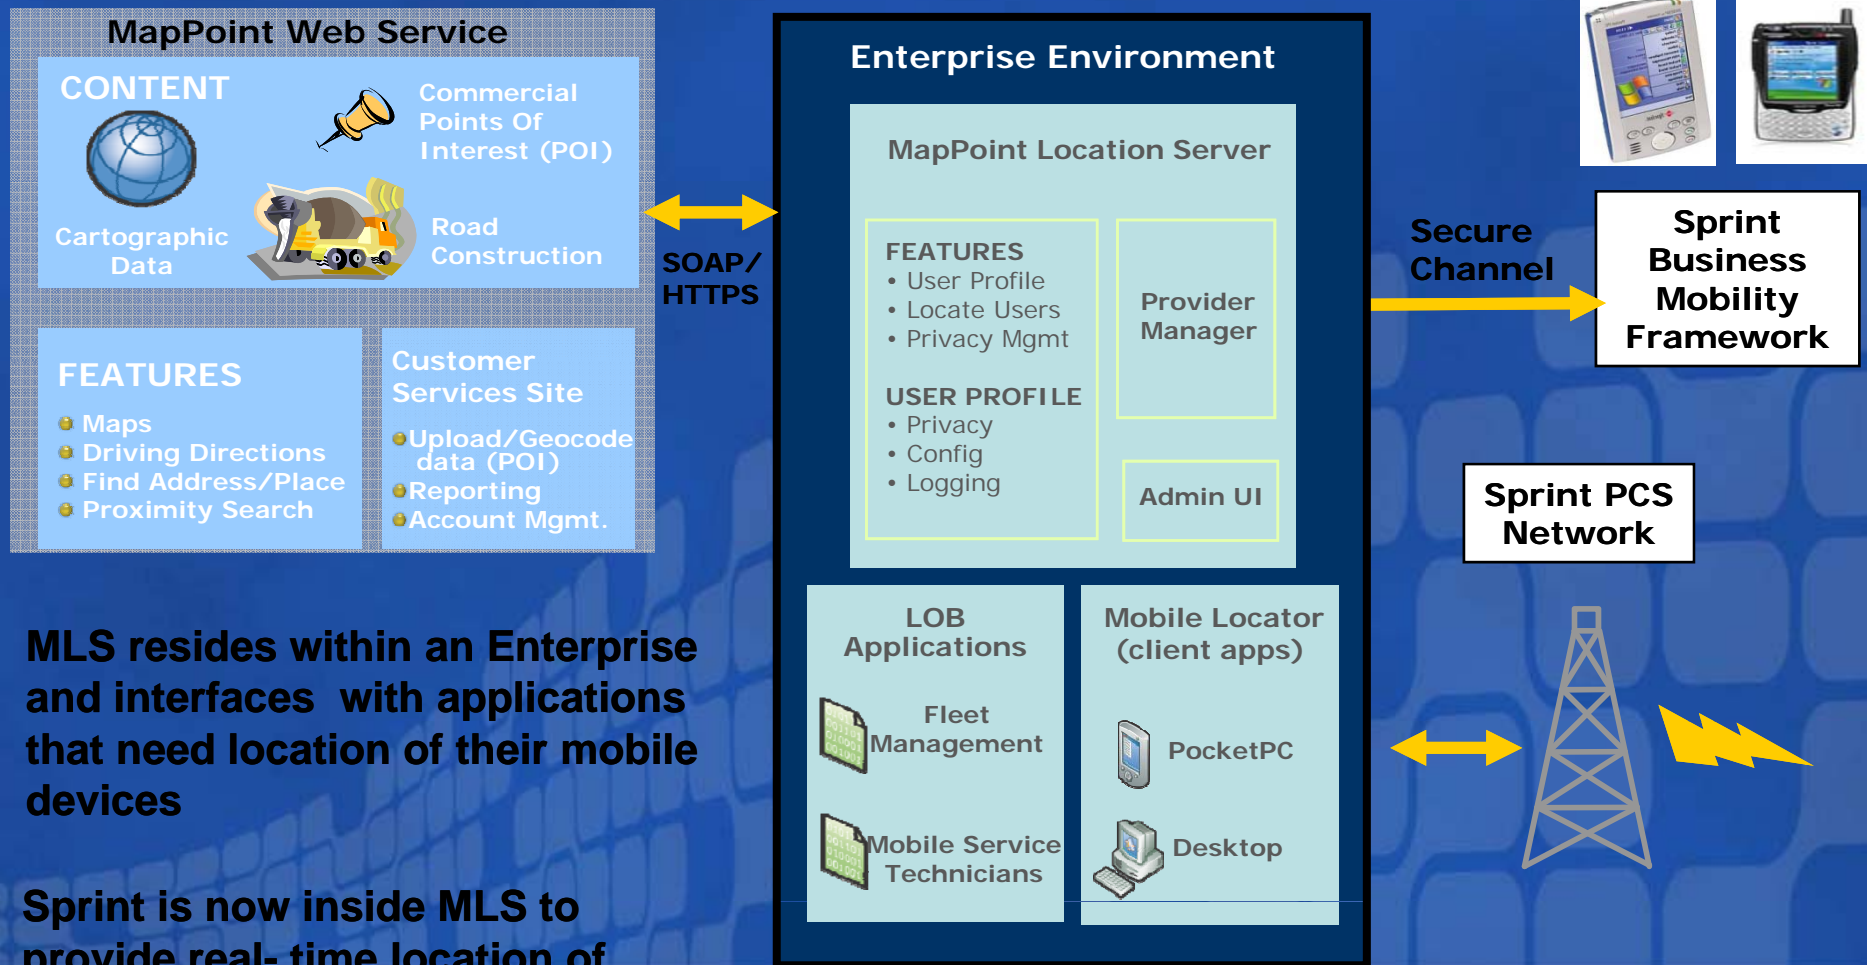 MapPoint Web Service
CONTENT
Commercial
Points Of
Interest (POI)
Cartographic
Data
Road
Construction
FEATURES
Maps
Driving Directions
Find Address/Place
Proximity Search
Customer
Services Site
Upload/Geocode
data (POI)
Reporting
Account Mgmt.
SOAP/
HTTPS
Enterprise Environment
MapPoint Location Server
FEATURES
• User Profile
• Locate Users
• Privacy Mgmt
USER PROFILE
• Privacy
• Config
• Logging
Provider
Manager
Admin UI
LOB
Applications
Fleet
Management
Mobile Service
Technicians
Mobile Locator
(client apps)
PocketPC
Desktop
Secure
Channel
Sprint
Business
Mobility
Framework
Sprint PCS
Network
MLS resides within an Enterprise
and interfaces  with applications
that need location of their mobile
devices
Sprint is now inside MLS to
provide real- time location of